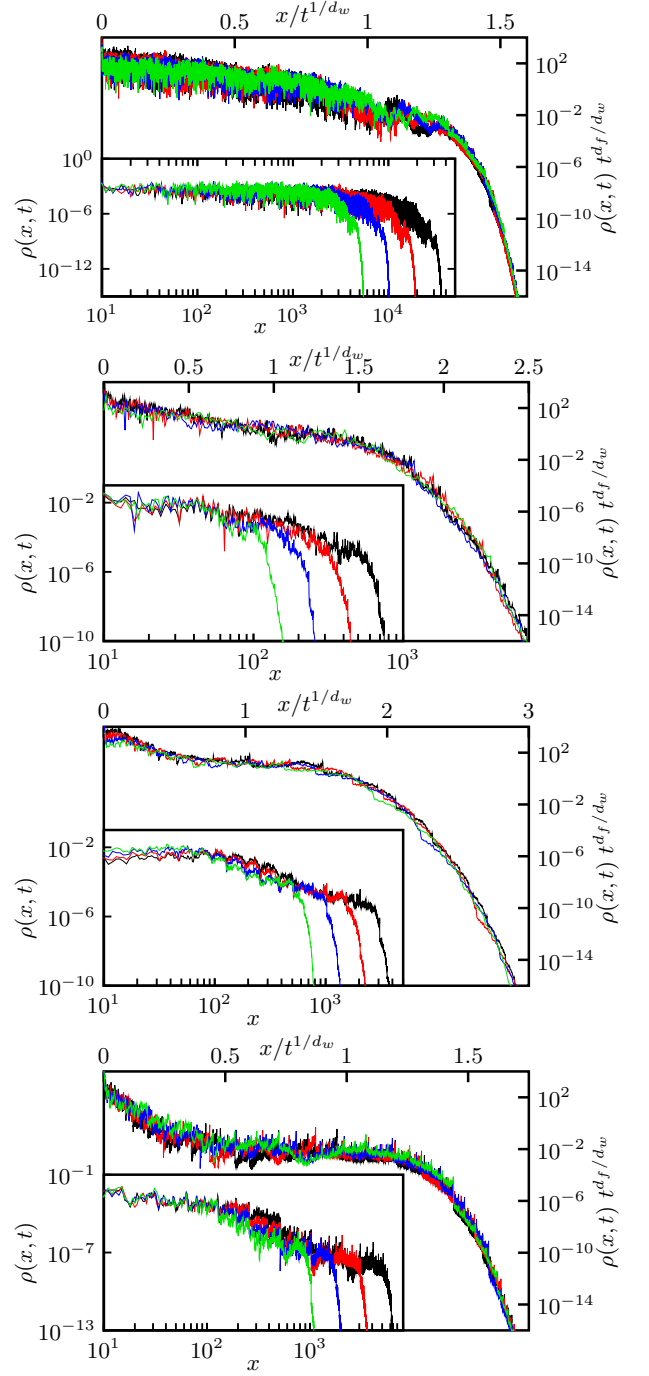 x/t^{1/d_w}
0 0.5 1 1.5
10^2
10^{-2}
10^{-6}
10^{-10}
10^{-14}
ρ(x, t) t^{d_f/d_w}
10^0
10^{-6}
10^{-12}
ρ(x, t)
10^1 10^2 10^3 10^4
x
x/t^{1/d_w}
0 0.5 1 1.5 2 2.5
10^2
10^{-2}
10^{-6}
10^{-10}
10^{-14}
ρ(x, t) t^{d_f/d_w}
10^{-2}
10^{-6}
10^{-10}
ρ(x, t)
10^1 10^2 10^3
x
x/t^{1/d_w}
0 1 2 3
10^2
10^{-2}
10^{-6}
10^{-10}
10^{-14}
ρ(x, t) t^{d_f/d_w}
10^{-2}
10^{-6}
10^{-10}
ρ(x, t)
10^1 10^2 10^3
x
x/t^{1/d_w}
0 0.5 1 1.5
10^2
10^{-2}
10^{-6}
10^{-10}
10^{-14}
ρ(x, t) t^{d_f/d_w}
10^{-1}
10^{-7}
10^{-13}
ρ(x, t)
10^1 10^2 10^3
x